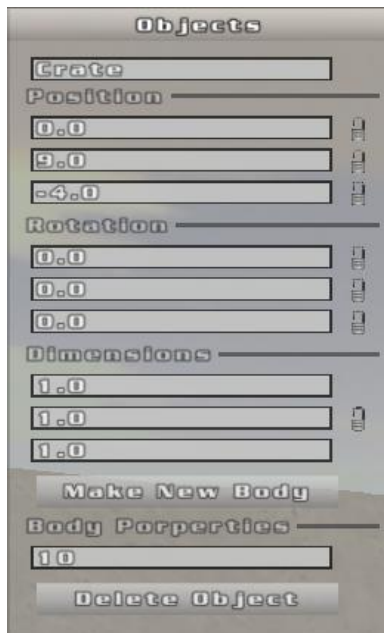 Objects
Crate
Position
0.0
9.0
-4.0
Rotation
0.0
0.0
0.0
Dimensions
1.0
1.0
1.0
Make New Body
Body Porperties
10
Delete Object